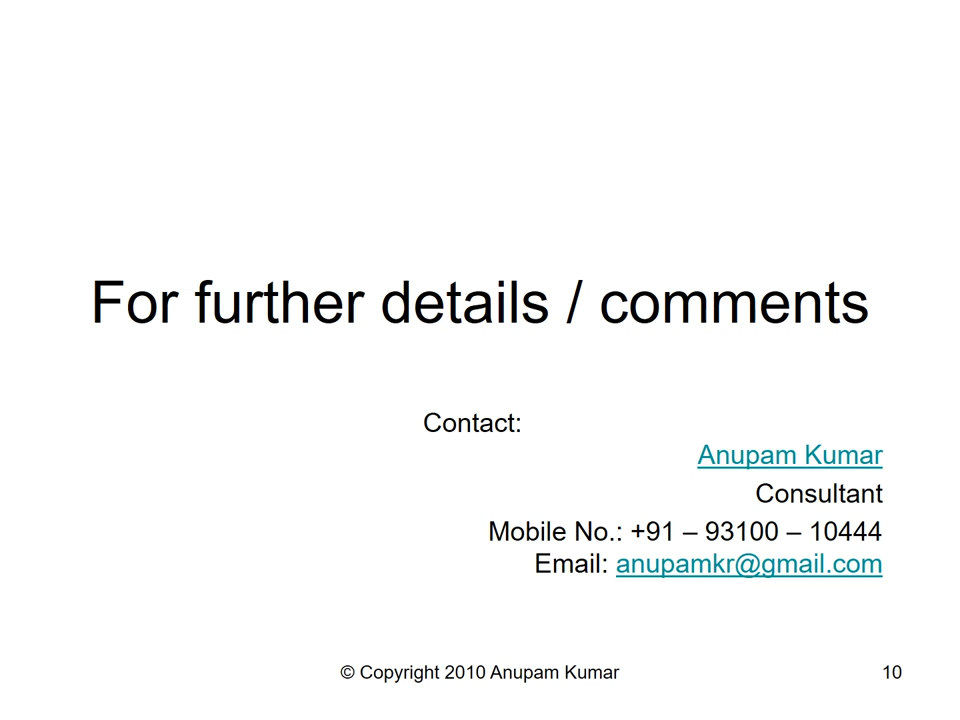 For further details / comments
Contact:
Anupam Kumar
Consultant
Mobile No.: +91 – 93100 – 10444
Email: anupamkr@gmail.com
© Copyright 2010 Anupam Kumar
10